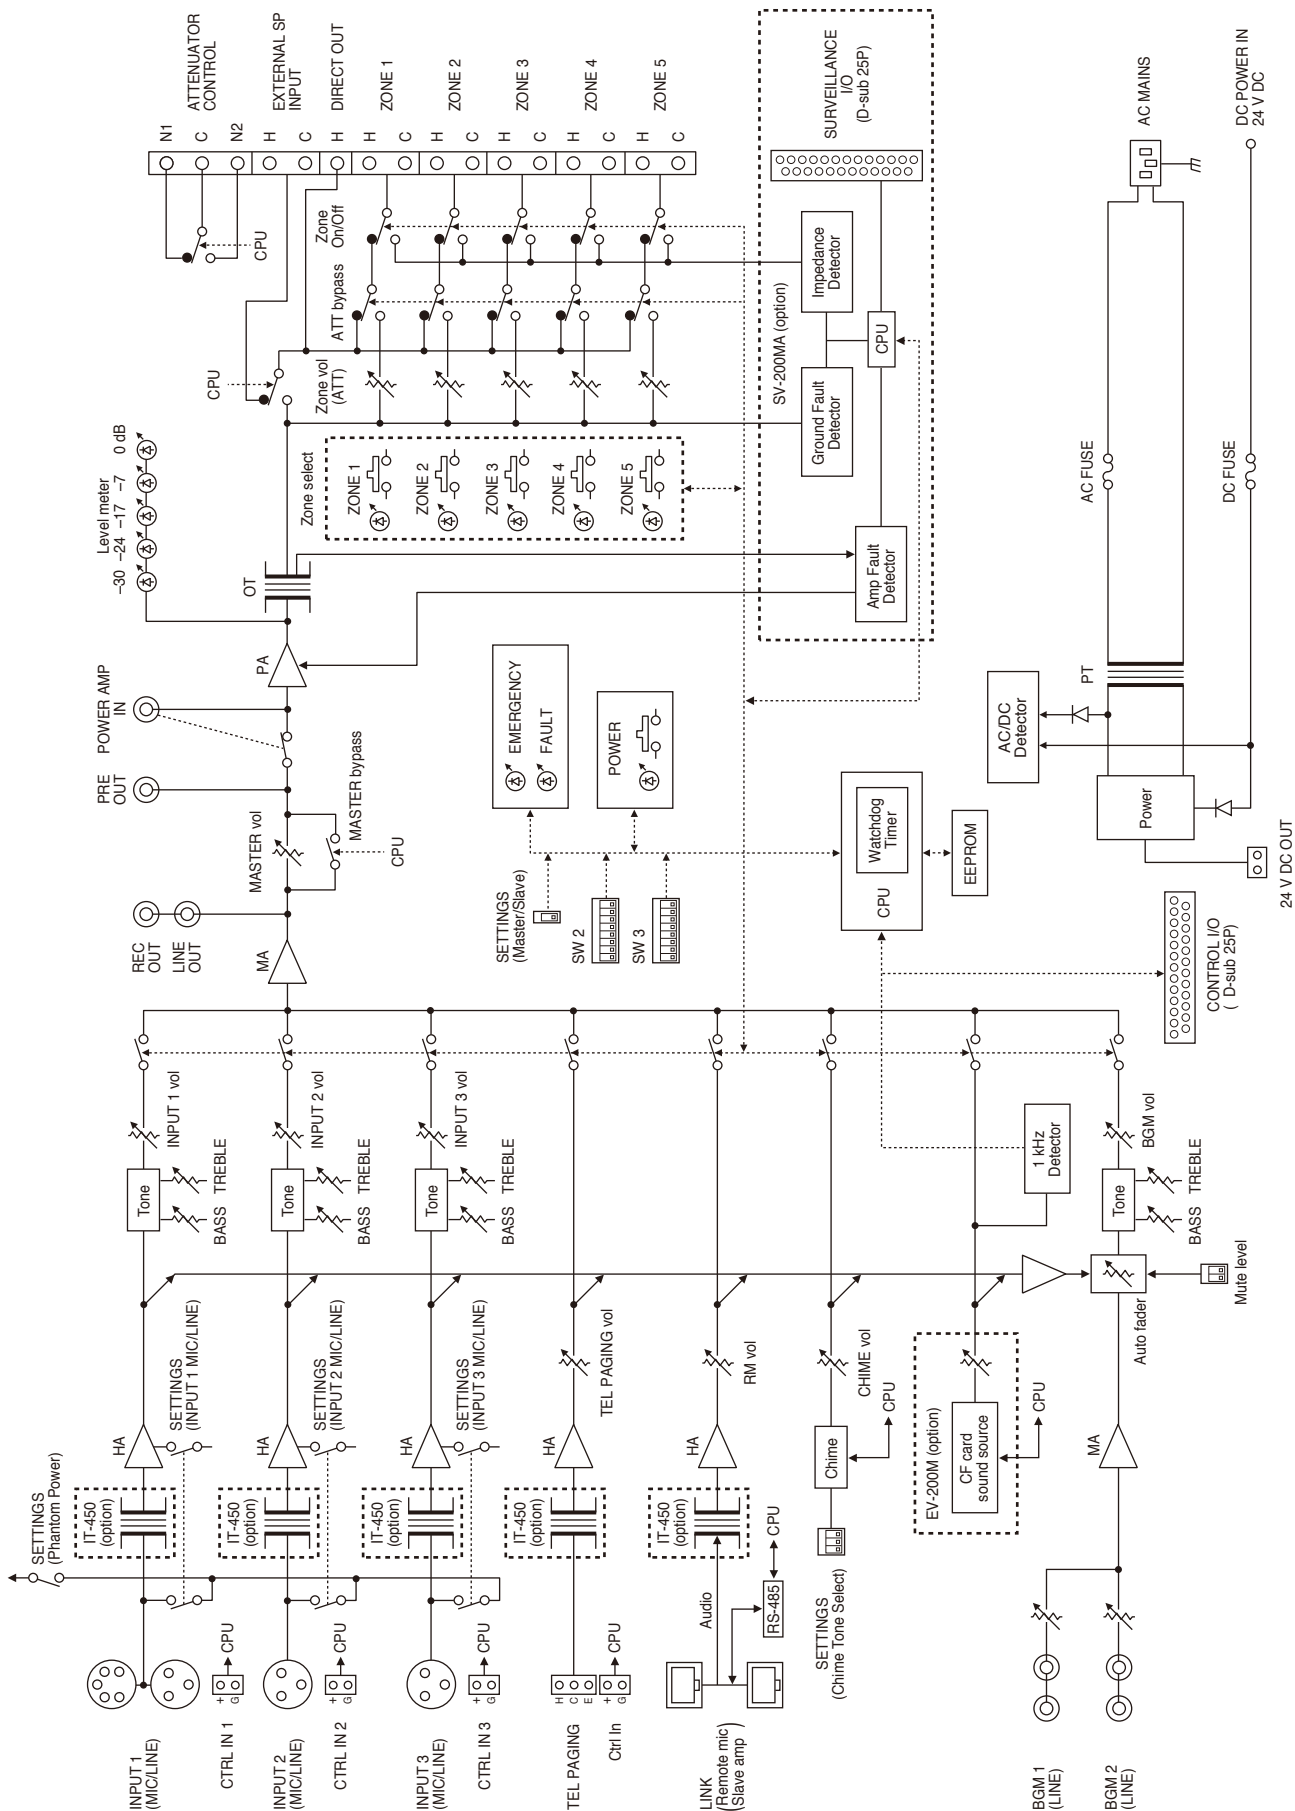 INPUT 1
(MIC/LINE)
CTRL IN 1
+
G
CPU
INPUT 2
(MIC/LINE)
CTRL IN 2
+
G
CPU
INPUT 3
(MIC/LINE)
CTRL IN 3
+
G
CPU
TEL PAGING
H
C
E
Ctrl In
+
G
CPU
LINK
(Remote mic
Slave amp)
Audio
RS-485
CPU
SETTINGS
(Chime Tone Select)
BGM 1
(LINE)
BGM 2
(LINE)
SETTINGS
(Phantom Power)
IT-450
(option)
HA
SETTINGS
(INPUT 1 MIC/LINE)
IT-450
(option)
HA
SETTINGS
(INPUT 2 MIC/LINE)
IT-450
(option)
HA
SETTINGS
(INPUT 3 MIC/LINE)
IT-450
(option)
HA
TEL PAGING vol
IT-450
(option)
HA
RM vol
Chime
CPU
CHIME vol
EV-200M (option)
CF card
sound source
CPU
MA
Auto fader
Mute level
Tone
BASS
TREBLE
INPUT 1 vol
Tone
BASS
TREBLE
INPUT 2 vol
Tone
BASS
TREBLE
INPUT 3 vol
1 kHz
Detector
Tone
BASS
TREBLE
BGM vol
REC
OUT
LINE
OUT
MA
MASTER vol
MASTER bypass
CPU
PRE
OUT
POWER AMP
IN
PA
OT
Level meter
−30 −24 −17 −7 0 dB
SETTINGS
(Master/Slave)
SW 2
SW 3
EMERGENCY
FAULT
POWER
CPU
Watchdog
Timer
EEPROM
CONTROL I/O
( D-sub 25P)
Zone select
ZONE 1
ZONE 2
ZONE 3
ZONE 4
ZONE 5
CPU
Zone vol
(ATT)
ATT bypass
Zone
On/Off
CPU
N1
C
N2
ATTENUATOR
CONTROL
H
C
EXTERNAL SP
INPUT
H
DIRECT OUT
H
C
ZONE 1
H
C
ZONE 2
H
C
ZONE 3
H
C
ZONE 4
H
C
ZONE 5
SV-200MA (option)
Amp Fault
Detector
Ground Fault
Detector
Impedance
Detector
CPU
SURVEILLANCE
I/O
(D-sub 25P)
AC/DC
Detector
PT
Power
24 V DC OUT
AC FUSE
DC FUSE
AC MAINS
DC POWER IN
24 V DC